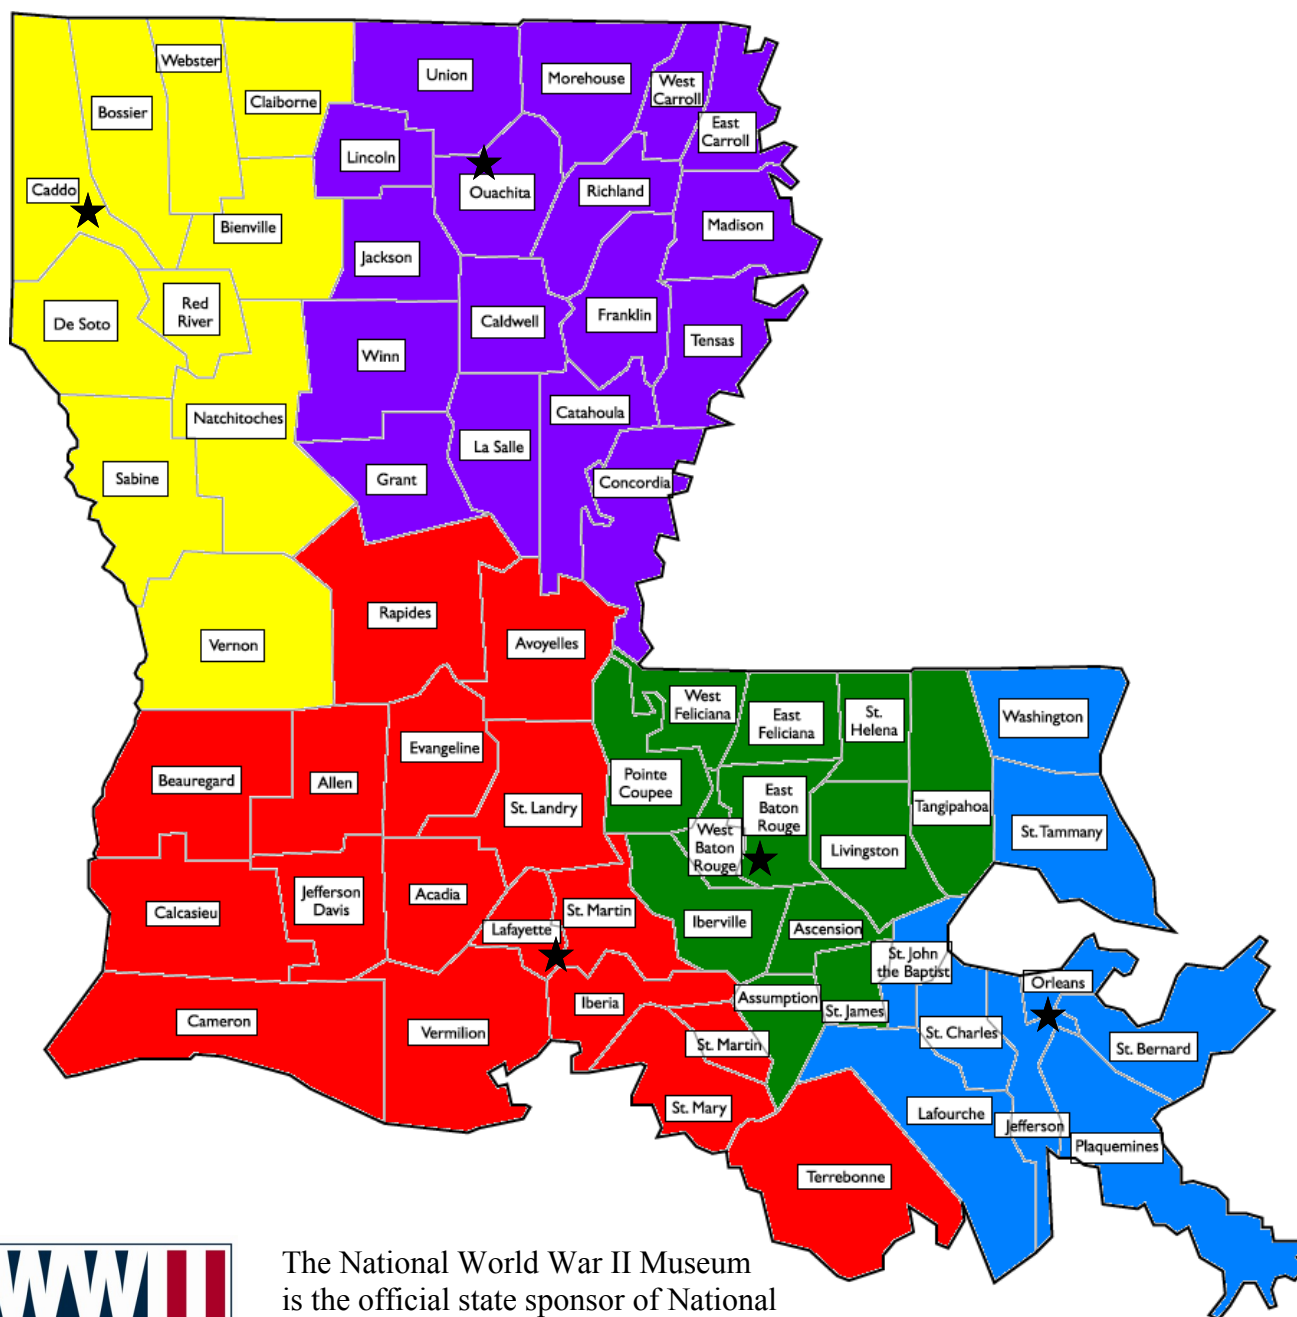 Webster
Union
Morehouse
West
Carroll
Claiborne
Bossier
East
Carroll
Lincoln
Caddo
Ouachita
Richland
Bienville
Madison
Jackson
Red
River
De Soto
Caldwell
Franklin
Tensas
Winn
Natchitoches
Catahoula
La Salle
Sabine
Grant
Concordia
Rapides
Vernon
Avoyelles
West
Feliciana
East
Feliciana
St.
Helena
Washington
Evangeline
Beauregard
Allen
Pointe
Coupee
East
Baton
Rouge
St. Landry
Tangipahoa
St. Tammany
West
Baton
Rouge
Livingston
Jefferson
Davis
Acadia
Calcasieu
St. Martin
Lafayette
Iberville
Ascension
St. John
the Baptist
Orleans
Iberia
Assumption
St. James
Cameron
Vermilion
St. Martin
St. Charles
St. Bernard
St. Mary
Lafourche
Jefferson
Plaquemines
Terrebonne
WWII
The National World War II Museum
is the official state sponsor of National